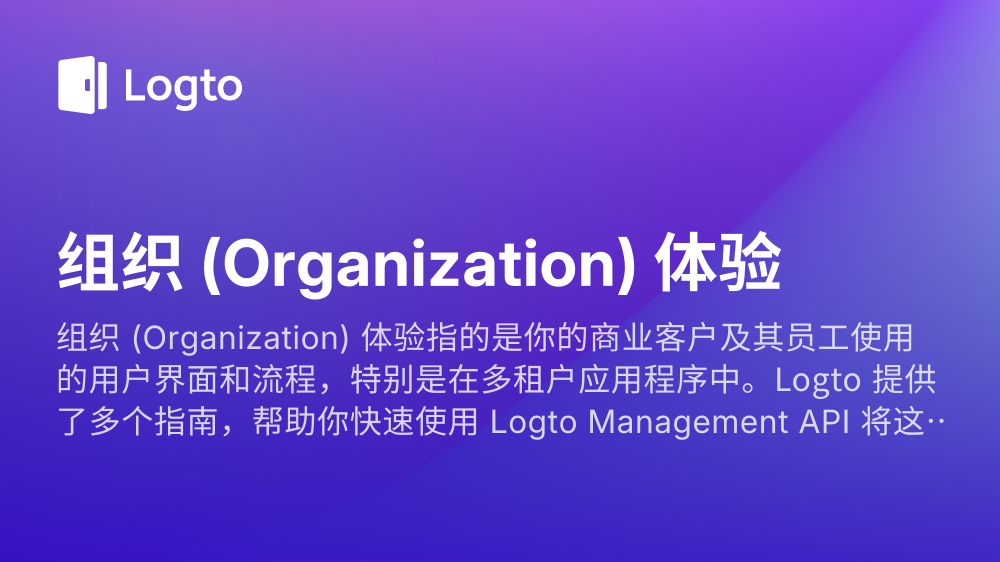 Logto
组织 (Organization) 体验
组织 (Organization) 体验指的是你的商业客户及其员工使用
的用户界面和流程，特别是在多租户应用程序中。Logto 提供
了多个指南，帮助你快速使用 Logto Management API 将这··